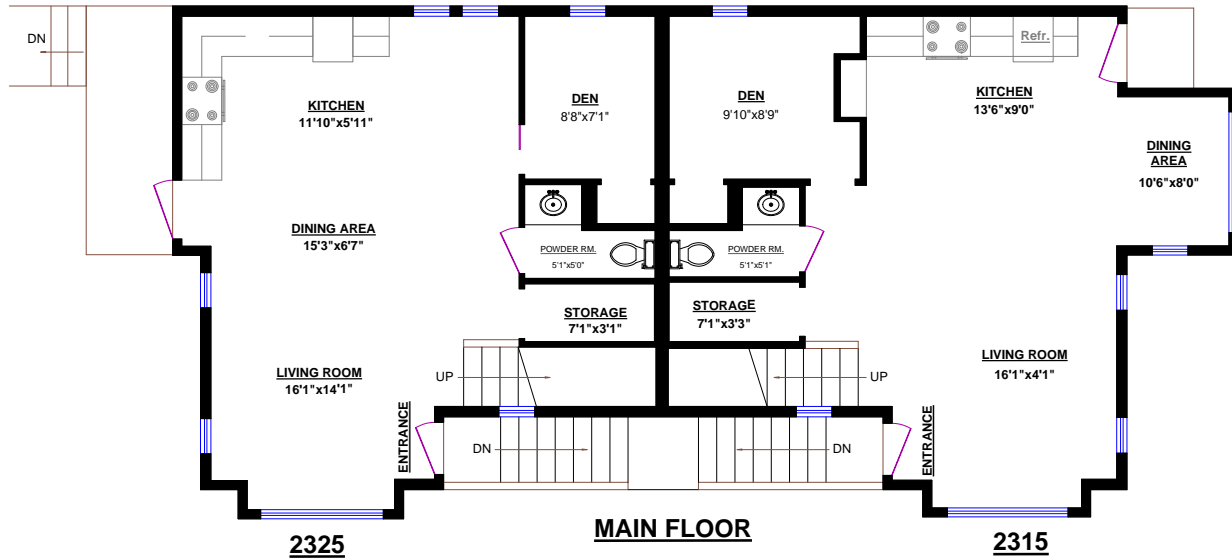 DN
KITCHEN
11'10"x5'11"
DEN
8'8"x7'1"
DEN
9'10"x8'9"
Refr.
KITCHEN
13'6"x9'0"
DINING
AREA
10'6"x8'0"
DINING AREA
15'3"x6'7"
POWDER RM.
5'1"x5'0"
POWDER RM.
5'1"x5'1"
STORAGE
7'1"x3'1"
STORAGE
7'1"x3'3"
LIVING ROOM
16'1"x14'1"
UP
UP
LIVING ROOM
16'1"x4'1"
ENTRANCE
DN
DN
ENTRANCE
MAIN FLOOR
2325
2315